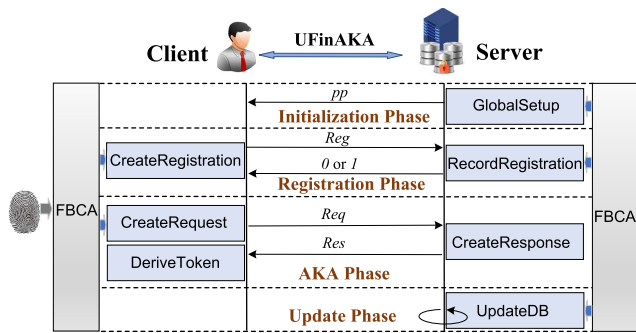 UFinAKA
Client
Server
pp
GlobalSetup
Initialization Phase
Reg
CreateRegistration
0 or 1
RecordRegistration
Registration Phase
FBCA
FBCA
CreateRequest
Req
CreateResponse
Res
DeriveToken
AKA Phase
UpdateDB
Update Phase